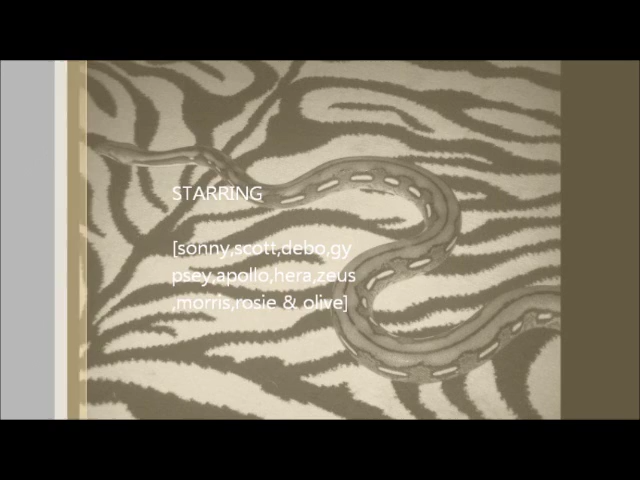 STARRING
[sonny,scott,debo,gy
psey,apollo,hera,zeus
,morris,rosie & olive]